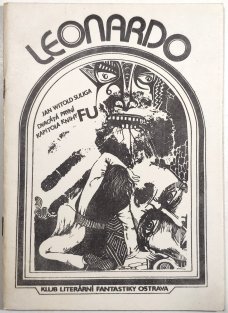 LEONARDO
JAN WITOLD SULIGA
DVACÁTÁ PRVNÍ
KAPITOLA KNIHY FU
KLUB LITERÁRNÍ FANTASTIKY OSTRAVA